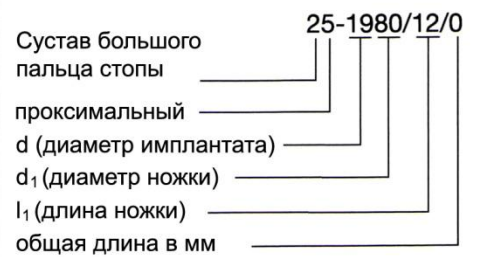 25-1980/12/0
Сустав большого
пальца стопы
проксимальный
d (диаметр имплантата)
d₁ (диаметр ножки)
l₁ (длина ножки)
общая длина в мм